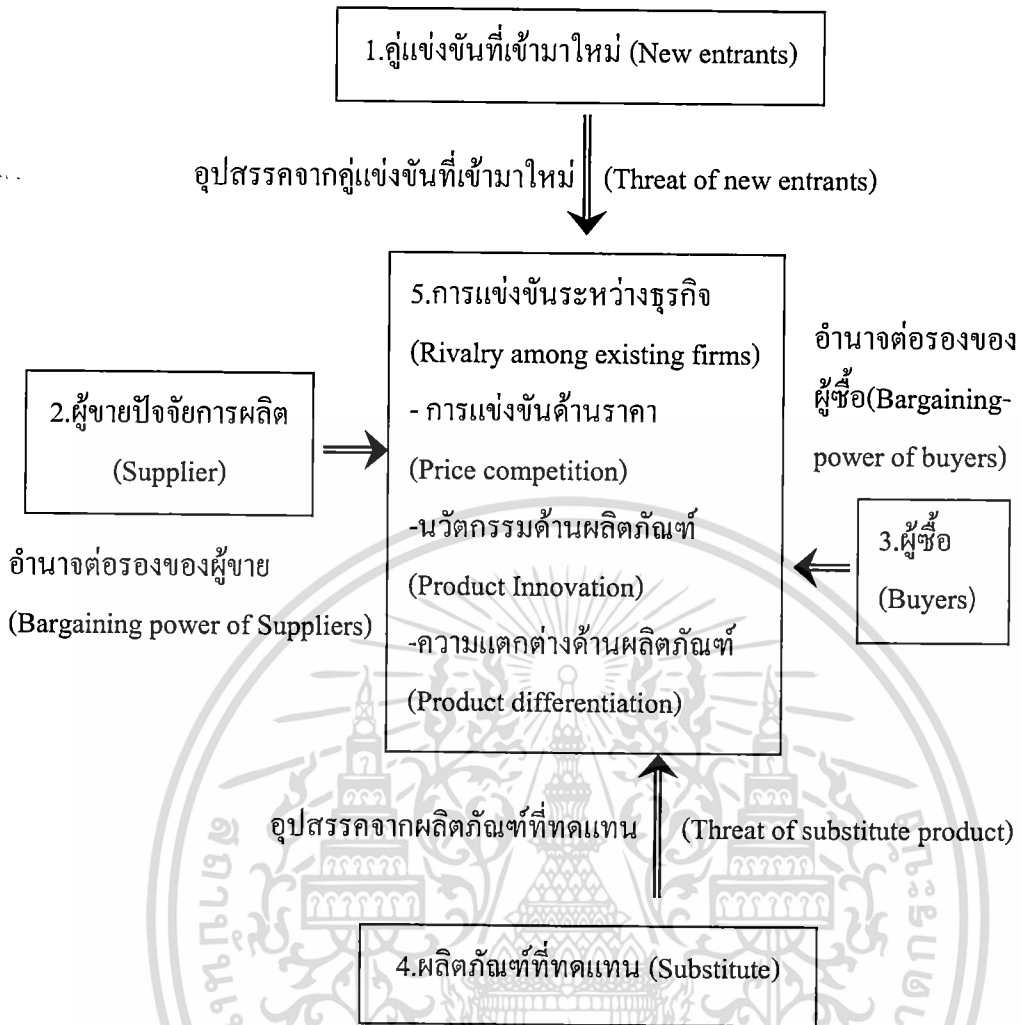 1.คู่แข่งขันที่เข้ามาใหม่ (New entrants)
อุปสรรคจากคู่แข่งขันที่เข้ามาใหม่ (Threat of new entrants)
5.การแข่งขันระหว่างธุรกิจ
(Rivalry among existing firms)
- การแข่งขันด้านราคา
(Price competition)
-นวัตกรรมด้านผลิตภัณฑ์
(Product Innovation)
-ความแตกต่างด้านผลิตภัณฑ์
(Product differentiation)
2.ผู้ขายปัจจัยการผลิต
(Supplier)
อำนาจต่อรองของผู้ขาย
(Bargaining power of Suppliers)
อำนาจต่อรองของ
ผู้ซื้อ(Bargaining-
power of buyers)
3.ผู้ซื้อ
(Buyers)
อุปสรรคจากผลิตภัณฑ์ที่ทดแทน (Threat of substitute product)
4.ผลิตภัณฑ์ที่ทดแทน (Substitute)